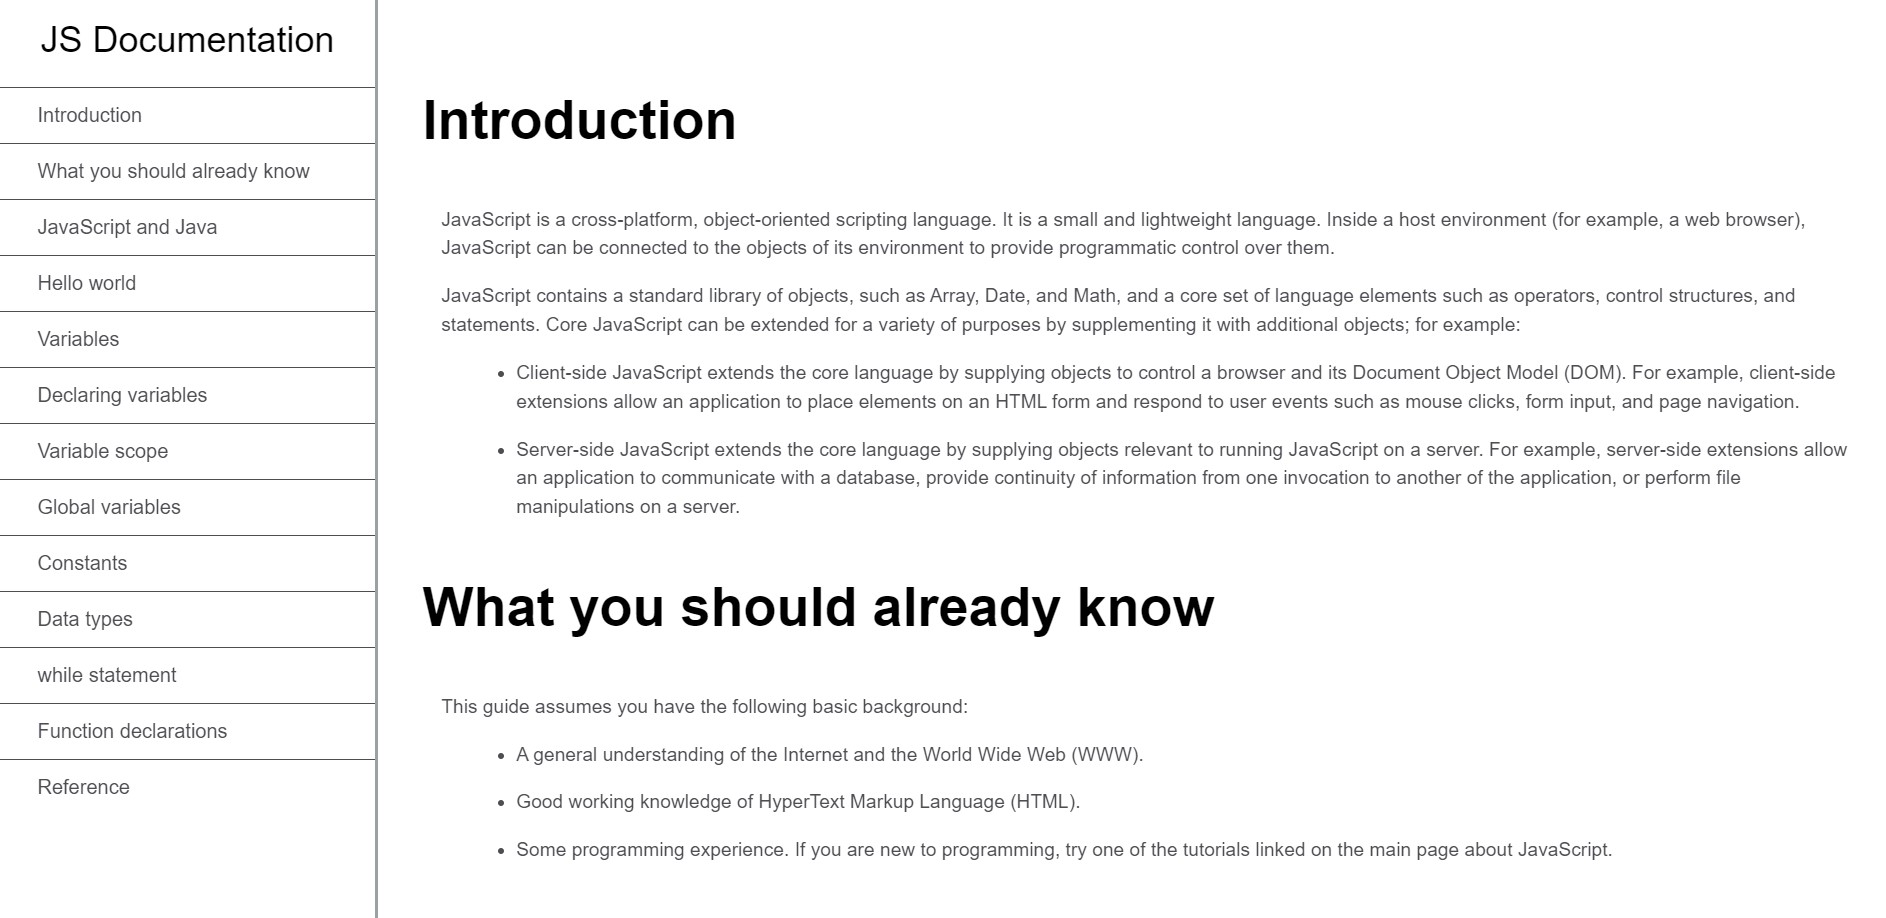 JS Documentation
Introduction
What you should already know
JavaScript and Java
Hello world
Variables
Declaring variables
Variable scope
Global variables
Constants
Data types
while statement
Function declarations
Reference
Introduction
JavaScript is a cross-platform, object-oriented scripting language. It is a small and lightweight language. Inside a host environment (for example, a web browser),
JavaScript can be connected to the objects of its environment to provide programmatic control over them.
JavaScript contains a standard library of objects, such as Array, Date, and Math, and a core set of language elements such as operators, control structures, and
statements. Core JavaScript can be extended for a variety of purposes by supplementing it with additional objects; for example:
• Client-side JavaScript extends the core language by supplying objects to control a browser and its Document Object Model (DOM). For example, client-side
extensions allow an application to place elements on an HTML form and respond to user events such as mouse clicks, form input, and page navigation.
• Server-side JavaScript extends the core language by supplying objects relevant to running JavaScript on a server. For example, server-side extensions allow
an application to communicate with a database, provide continuity of information from one invocation to another of the application, or perform file
manipulations on a server.
What you should already know
This guide assumes you have the following basic background:
• A general understanding of the Internet and the World Wide Web (WWW).
• Good working knowledge of HyperText Markup Language (HTML).
• Some programming experience. If you are new to programming, try one of the tutorials linked on the main page about JavaScript.